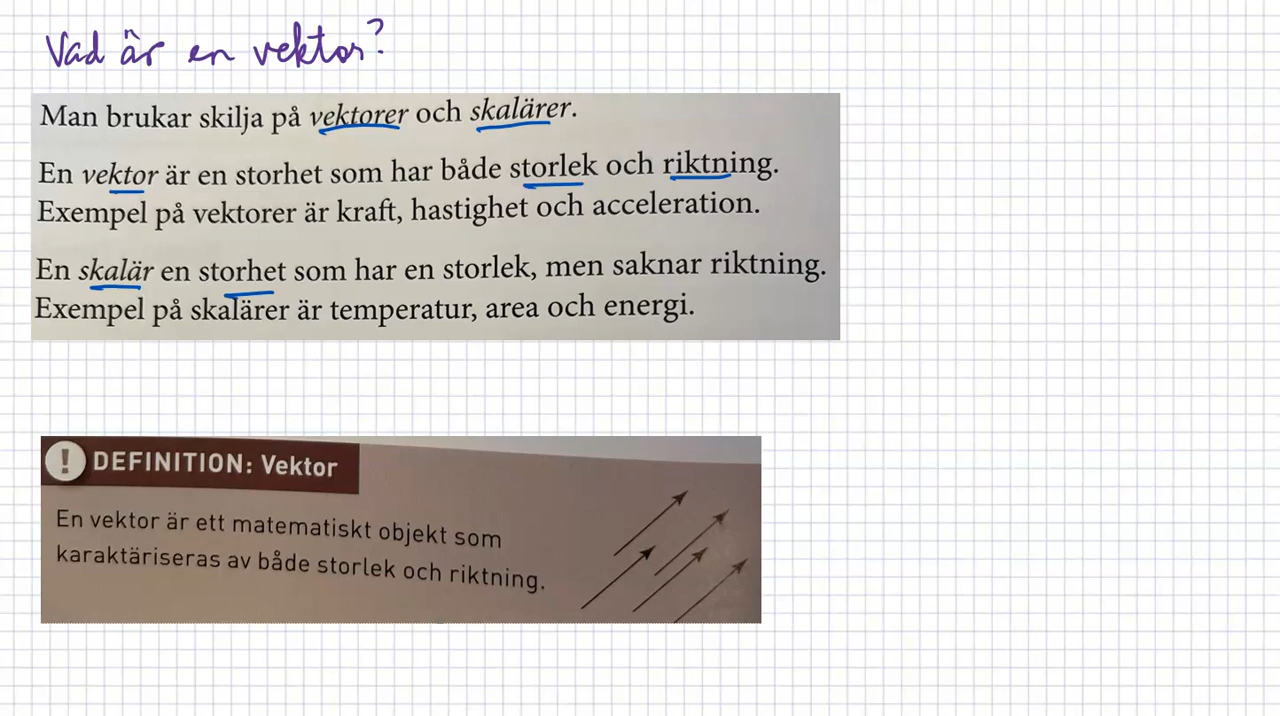 Vad är en vektor?
Man brukar skilja på vektorer och skalärer.
En vektor är en storhet som har både storlek och riktning.
Exempel på vektorer är kraft, hastighet och acceleration.
En skalär en storhet som har en storlek, men saknar riktning.
Exempel på skalärer är temperatur, area och energi.
! DEFINITION: Vektor
En vektor är ett matematiskt objekt som
karaktäriseras av både storlek och riktning.